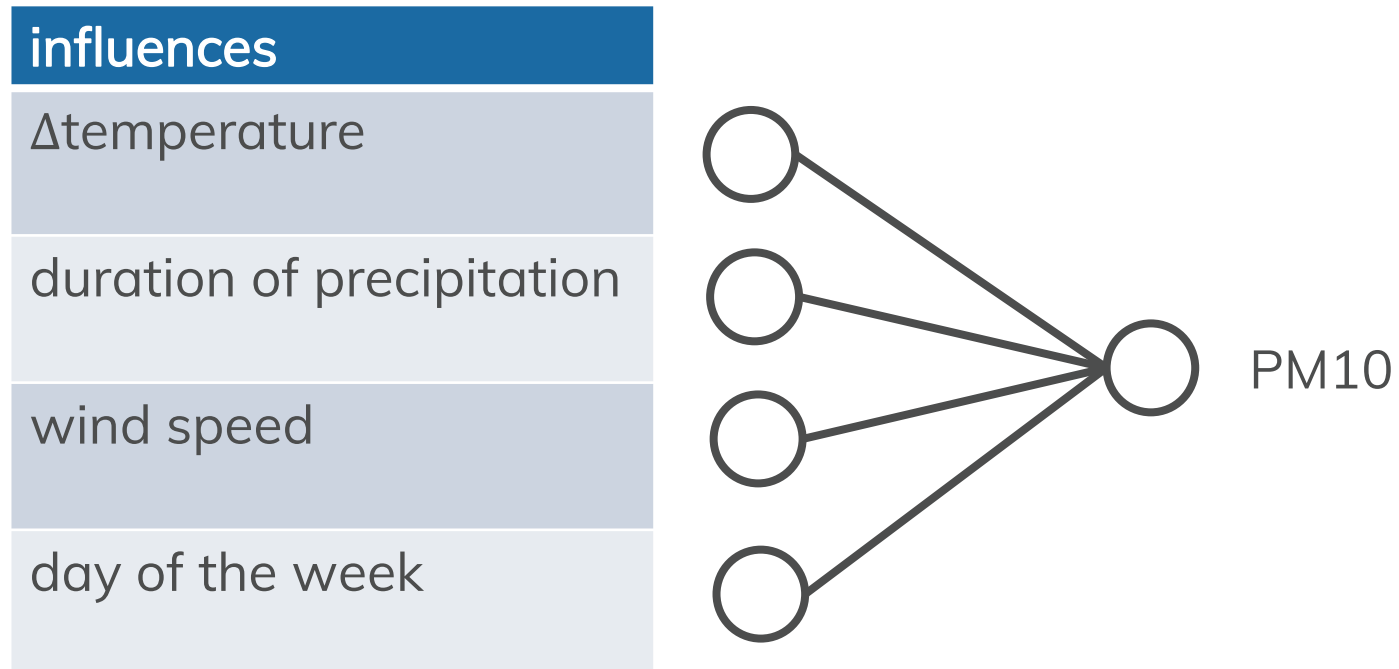 influences
Δtemperature
duration of precipitation
wind speed
day of the week
PM10